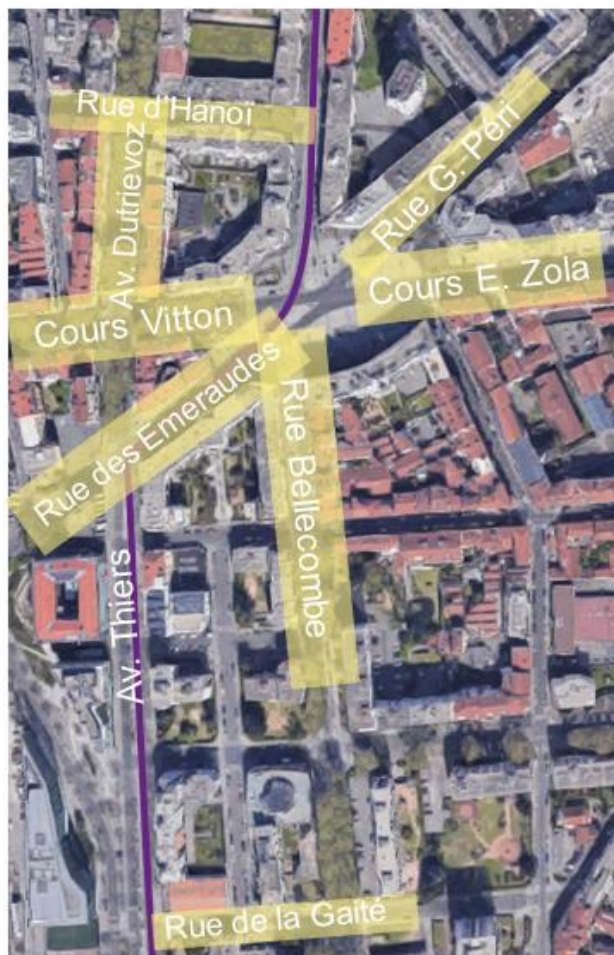 Rue d'Hanoï
Av. Dutrievoz
Rue G. Péri
Cours E. Zola
Cours Vitton
Rue des Emeraudes
Rue Bellecombe
Av. Thiers
Rue de la Gaité